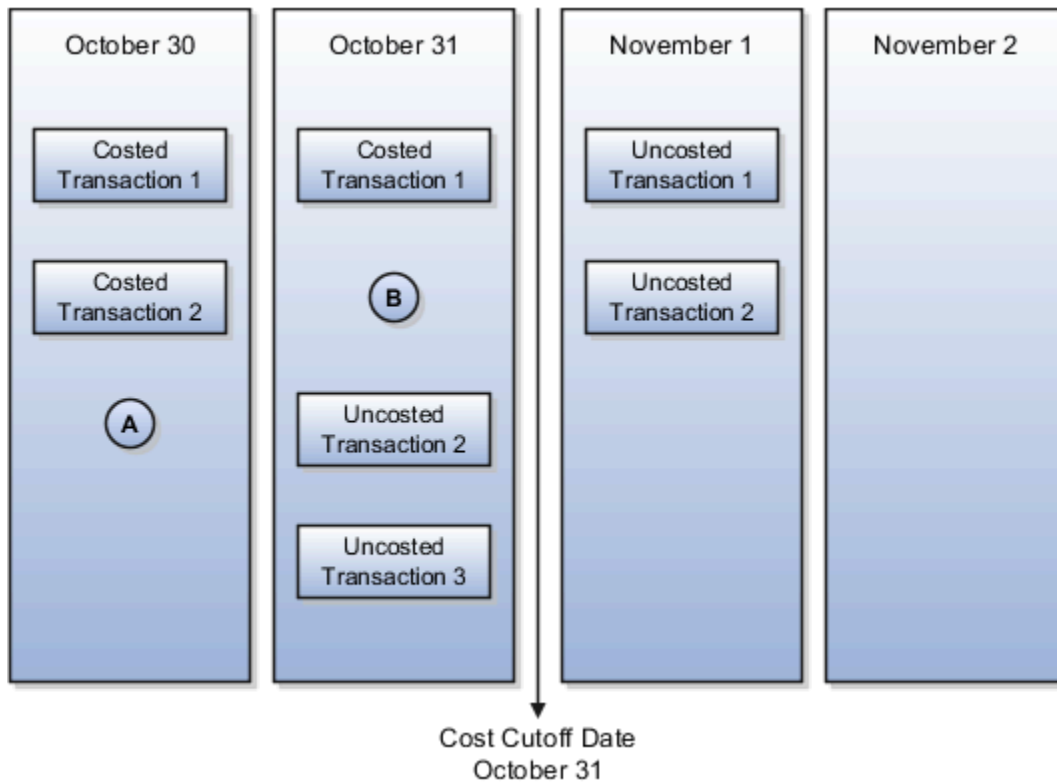 October 30
Costed
Transaction 1
Costed
Transaction 2
A
October 31
Costed
Transaction 1
B
Uncosted
Transaction 2
Uncosted
Transaction 3
November 1
Uncosted
Transaction 1
Uncosted
Transaction 2
November 2
Cost Cutoff Date
October 31